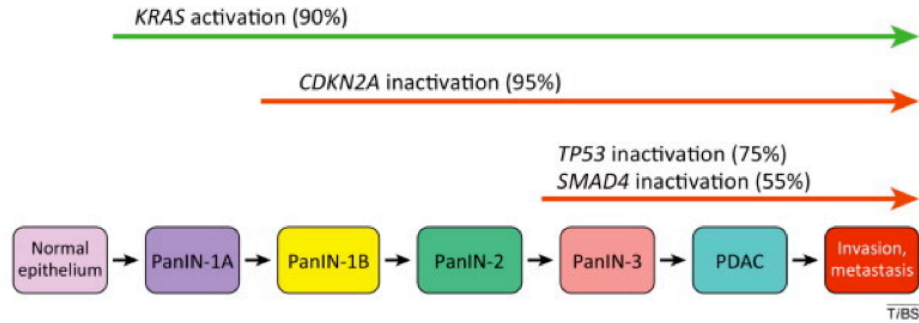 KRAS activation (90%)
CDKN2A inactivation (95%)
TP53 inactivation (75%)
SMAD4 inactivation (55%)
Normal
epithelium
PanIN-1A
PanIN-1B
PanIN-2
PanIN-3
PDAC
Invasion,
metastasis
TiBS